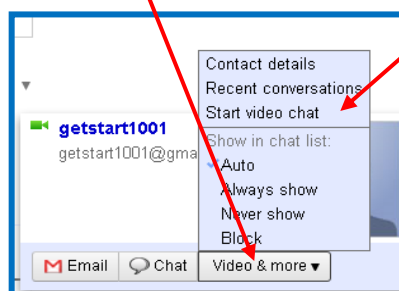 Contact details
Recent conversations
Start video chat
Show in chat list:
Auto
Always show
Never show
Block
getstart1001
getstart1001@gma
Email
Chat
Video & more ▼